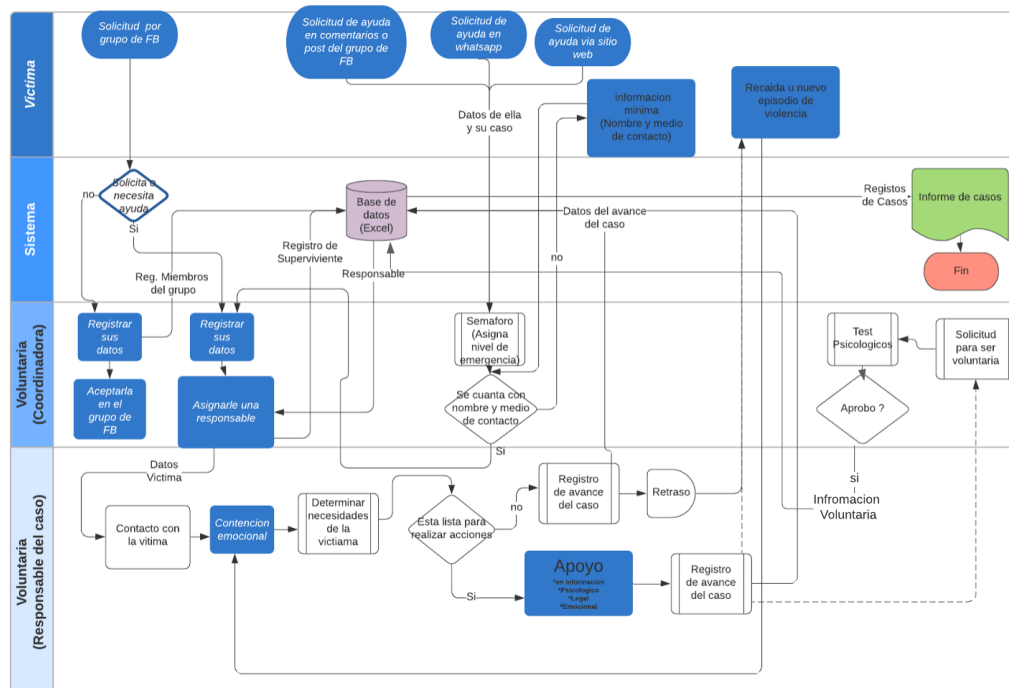 Victima
Solicitud por
grupo de FB
Solicitud de ayuda
en comentarios o
post del grupo de
FB
Solicitud de
ayuda en
whatsapp
Solicitud de
ayuda via sitio
web
Datos de ella
y su caso
informacion
minima
(Nombre y medio
de contacto)
Recaida u nuevo
episodio de
violencia
Sistema
Solicita o
necesita
ayuda
no
Si
Reg. Miembros
del grupo
Base de
datos
(Excel)
Registro de
Superviviente
Responsable
Datos del avance
del caso
no
Registos
de Casos
Informe de casos
Fin
Voluntaria
(Coordinadora)
Registrar
sus
datos
Registrar
sus
datos
Aceptarla
en el
grupo de
FB
Asignarle una
responsable
Semaforo
(Asigna
nivel de
emergencia)
Se cuanta con
nombre y medio
de contacto
Si
Test
Psicologicos
Solicitud
para ser
voluntaria
Aprobo ?
si
Infromacion
Voluntaria
Voluntaria
(Responsable del caso)
Datos
Victima
Contacto con
la vitima
Contencion
emocional
Determinar
necesidades
de la
victiama
Esta lista para
realizar acciones
no
Si
Registro
de avance
del caso
Retraso
Apoyo
*en informacion
*Psicologico
*Legal
*Emocional
Registro
de avance
del caso